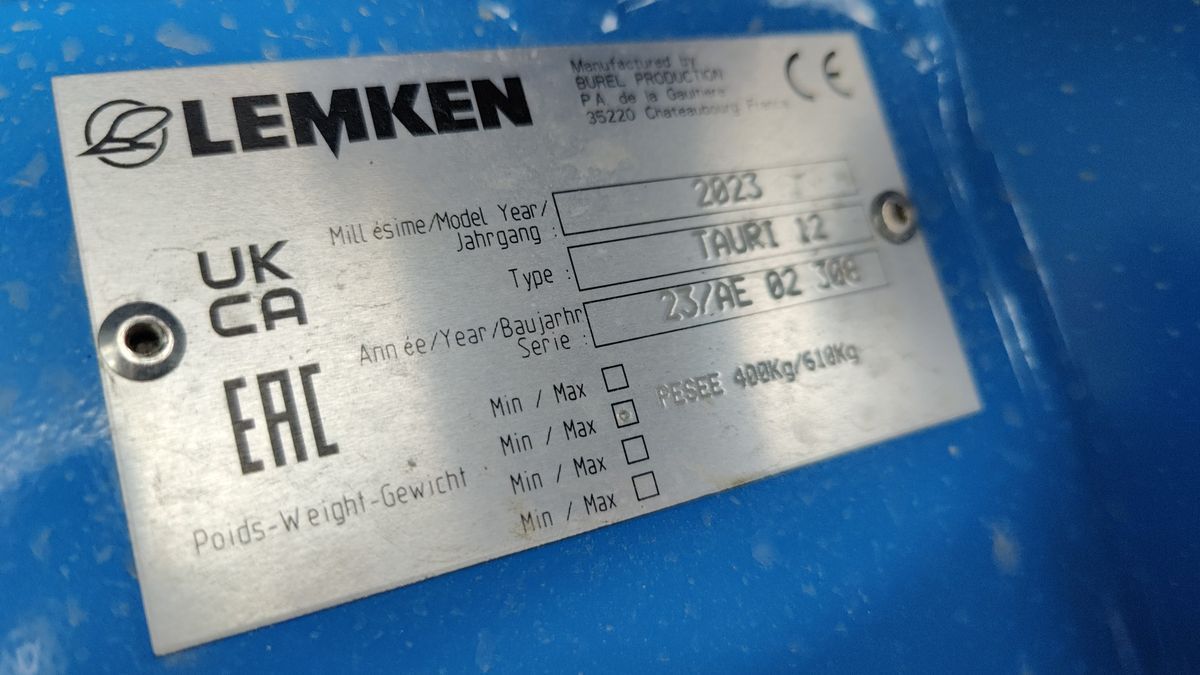 LEMKEN
Manufactured by
BUREL PRODUCTION
P.A. de la Gaultière
35220 Chateaubourg France
CE
Millésime/Model Year/
Jahrgang : 2023
Type : TAURI 12
Année/Year/Baujarhr
Serie : 23/AE 02 308
UK
CA
EAC
Min / Max
Min / Max PESEE 400Kg/610Kg
Min / Max
Poids-Weight-Gewicht
Min / Max